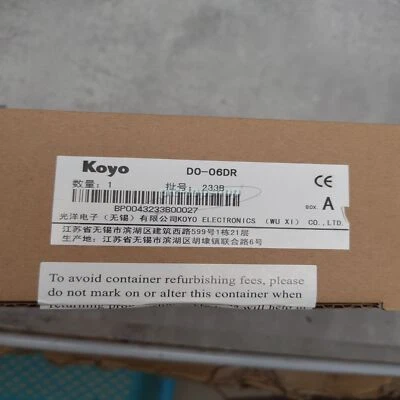 Koyo D0-06DR
数量: 1 批号: 233B CE
BP0043233B00027 BOX. A
光洋电子(无锡)有限公司KOYO ELECTRONICS (WU XI) CO.,LTD.
江苏省无锡市滨湖区建筑西路599号1栋21层
生产地: 江苏省无锡市滨湖区胡埭镇联合路6号
To avoid container refurbishing fees, please
do not mark on or alter this container when